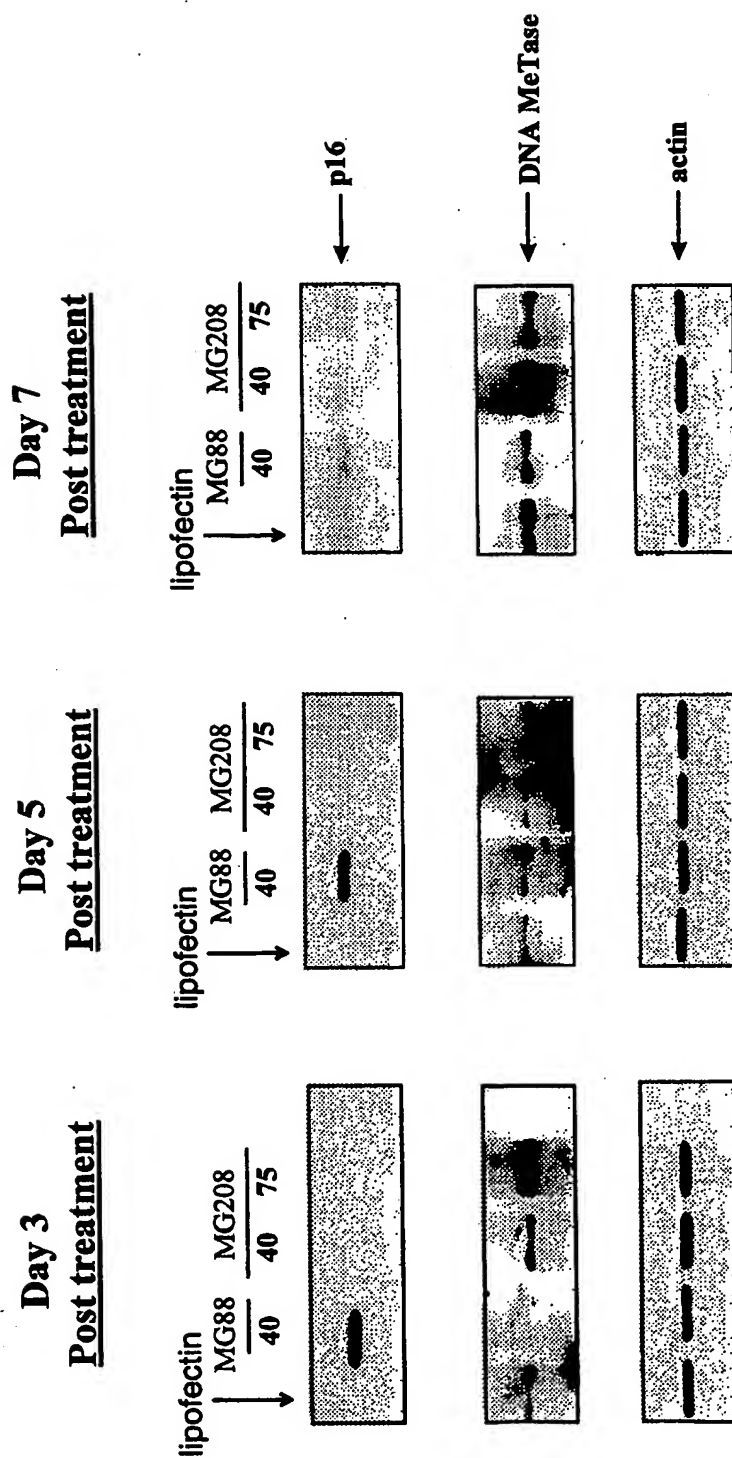 Day 3
Post treatment
lipofectin
MG88 MG208
40 40 75
Day 5
Post treatment
lipofectin
MG88 MG208
40 40 75
Day 7
Post treatment
lipofectin
MG88 MG208
40 40 75
p16
DNA MeTase
actin